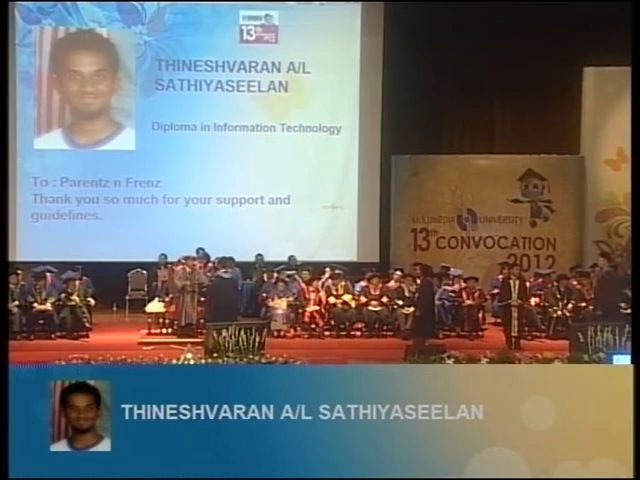 13th
THINESHVARAN A/L
SATHIYASEELAN
Diploma in Information Technology
To : Parentz n Frenz
Thank you so much for your support and
guidelines.
MULTIMEDIA UNIVERSITY
13th CONVOCATION
2012
THINESHVARAN A/L SATHIYASEELAN